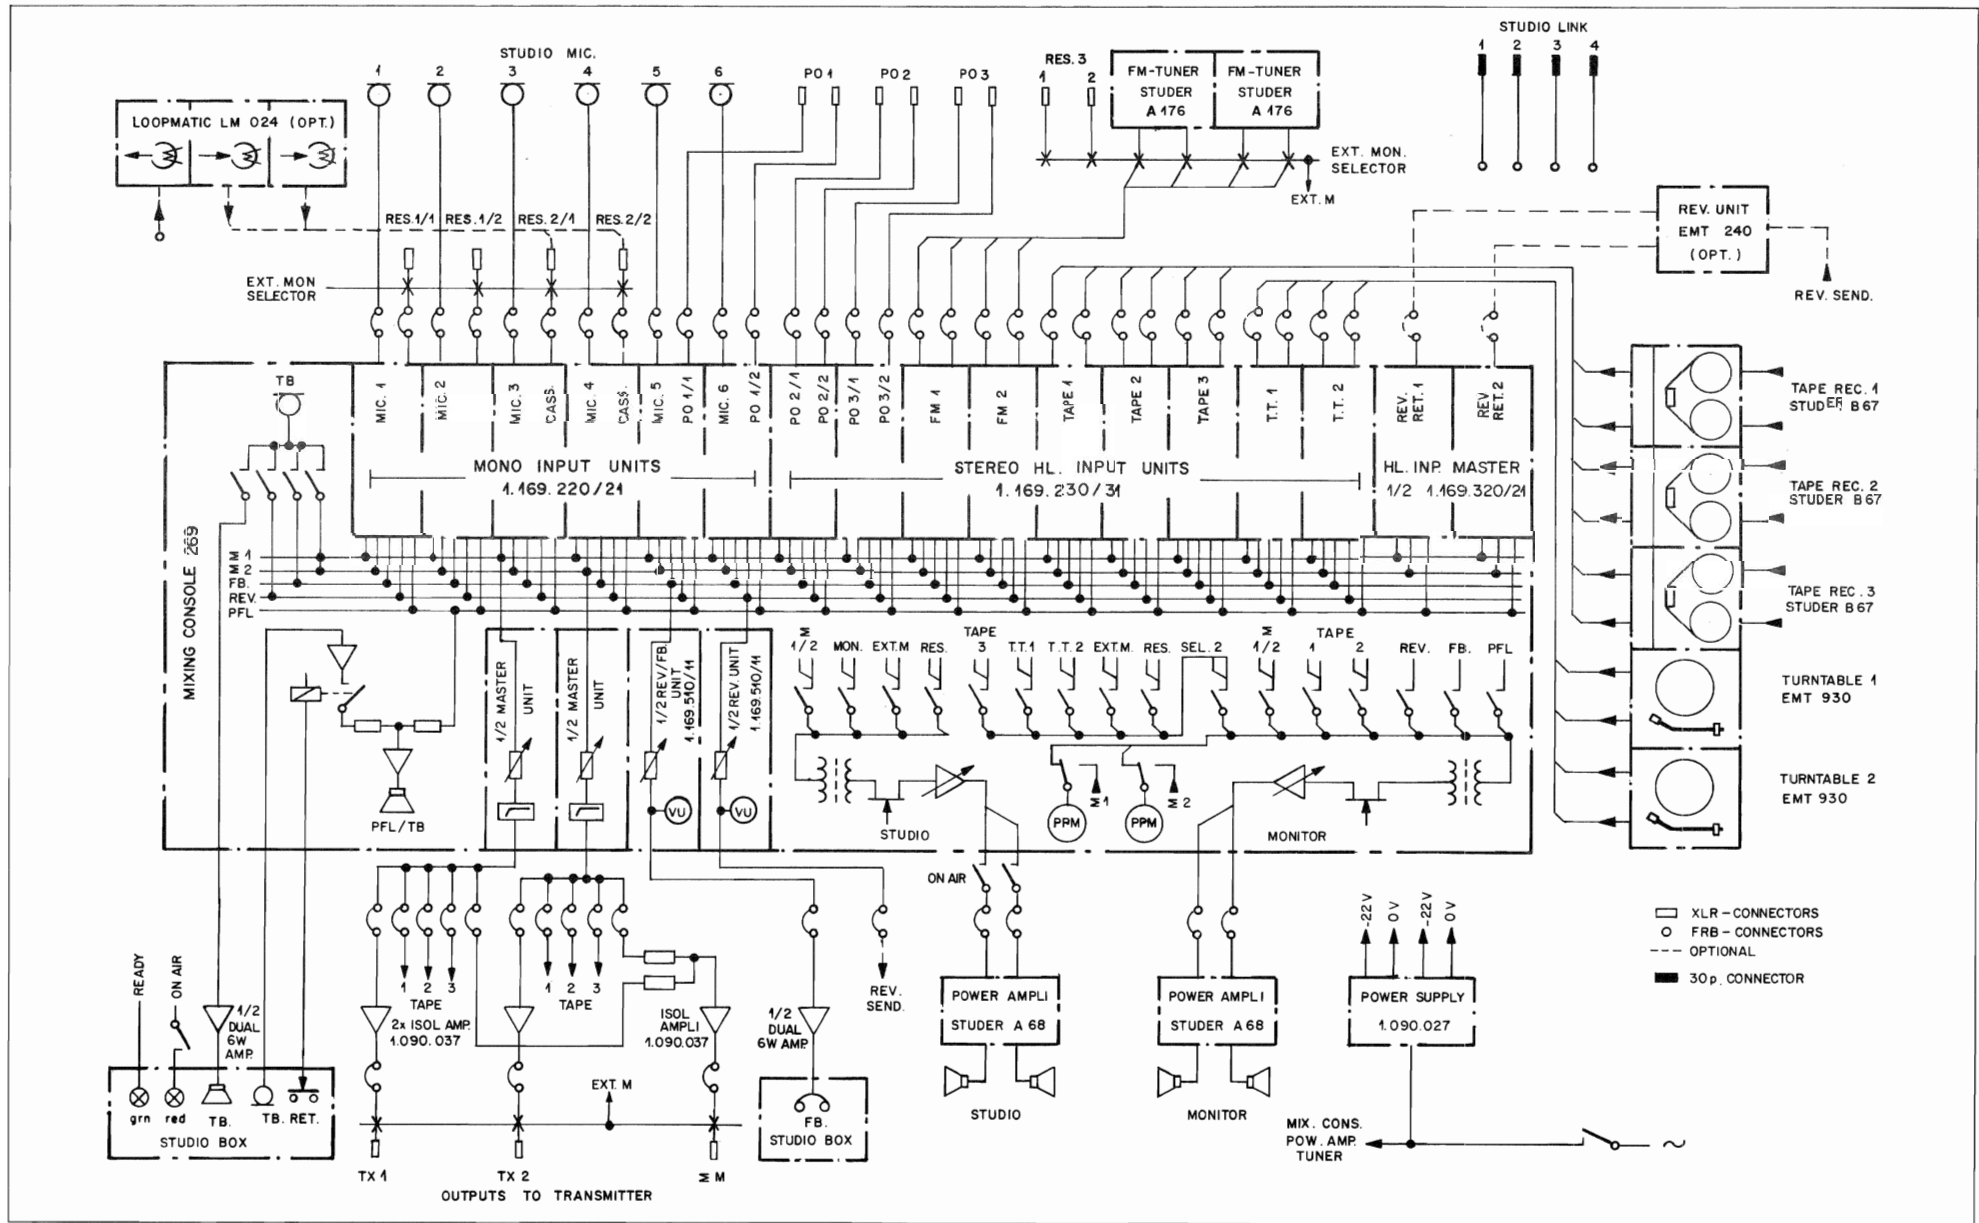 STUDIO MIC.
1 2 3 4 5 6
PO 1 PO 2 PO 3
RES. 3
1 2
FM-TUNER
STUDER
A 176
FM-TUNER
STUDER
A 176
STUDIO LINK
1 2 3 4
LOOPMATIC LM 024 (OPT.)
EXT. MON.
SELECTOR
EXT. M
RES.1/1 RES.1/2 RES.2/1 RES.2/2
EXT. MON
SELECTOR
REV. UNIT
EMT 240
(OPT.)
REV. SEND.
MIXING CONSOLE 269
TB
MIC. 1
MIC. 2
MIC. 3
CASS.
MIC. 4
CASS.
MIC. 5
PO 1/1
MIC. 6
PO 1/2
PO 2/1
PO 2/2
PO 3/1
PO 3/2
FM 1
FM 2
TAPE 1
TAPE 2
TAPE 3
T.T. 1
T.T. 2
REV.
RET. 1
REV
RET. 2
MONO INPUT UNITS
1.169.220/21
STEREO HL. INPUT UNITS
1.169.230/31
HL. INP. MASTER
1/2 1.169.320/21
TAPE REC. 1
STUDER B67
TAPE REC. 2
STUDER B67
TAPE REC. 3
STUDER B67
TURNTABLE 1
EMT 930
TURNTABLE 2
EMT 930
M 1
M 2
FB.
REV.
PFL
1/2 MASTER
UNIT
1/2 MASTER
UNIT
1/2 REV./FB.
UNIT
1.169.510/11
1/2 REV. UNIT
1.169.510/11
M
1/2 MON. EXT.M RES.
TAPE
3 T.T.1 T.T.2 EXT.M. RES. SEL. 2
M
1/2
TAPE
1 2 REV. FB. PFL
VU VU
STUDIO
PPM M1
PPM M 2
MONITOR
PFL/TB
ON AIR
-22V 0V -22V 0V
XLR-CONNECTORS
FRB-CONNECTORS
OPTIONAL
30p. CONNECTOR
READY
ON AIR
1/2
DUAL
6W
AMP.
1 2 3
TAPE
2x ISOL AMP.
1.090.037
1 2 3
TAPE
ISOL
AMPLI
1.090.037
1/2
DUAL
6W AMP.
REV.
SEND.
POWER AMPLI
STUDER A 68
POWER AMPLI
STUDER A 68
POWER SUPPLY
1.090.027
grn red TB. TB. RET.
STUDIO BOX
EXT. M
FB.
STUDIO BOX
STUDIO
MONITOR
MIX. CONS.
POW. AMP.
TUNER
TX 1 TX 2 Σ M
OUTPUTS TO TRANSMITTER